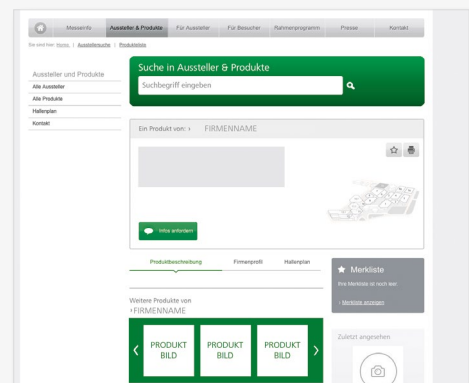 Messeinfo Aussteller & Produkte Für Aussteller Für Besucher Rahmenprogramm Presse Kontakt
Sie sind hier: Home | Ausstellersuche | Produktsuche
Suche in Aussteller & Produkte
Suchbegriff eingeben
Aussteller und Produkte
Alle Aussteller
Alle Produkte
Hallenplan
Kontakt
Ein Produkt von: › FIRMENNAME
Infos anfordern
Produktbeschreibung Firmenprofil Hallenplan
Merkliste
Ihre Merkliste ist noch leer.
› Merkliste anzeigen
Weitere Produkte von
›FIRMENNAME
PRODUKT BILD
PRODUKT BILD
PRODUKT BILD
Zuletzt angesehen